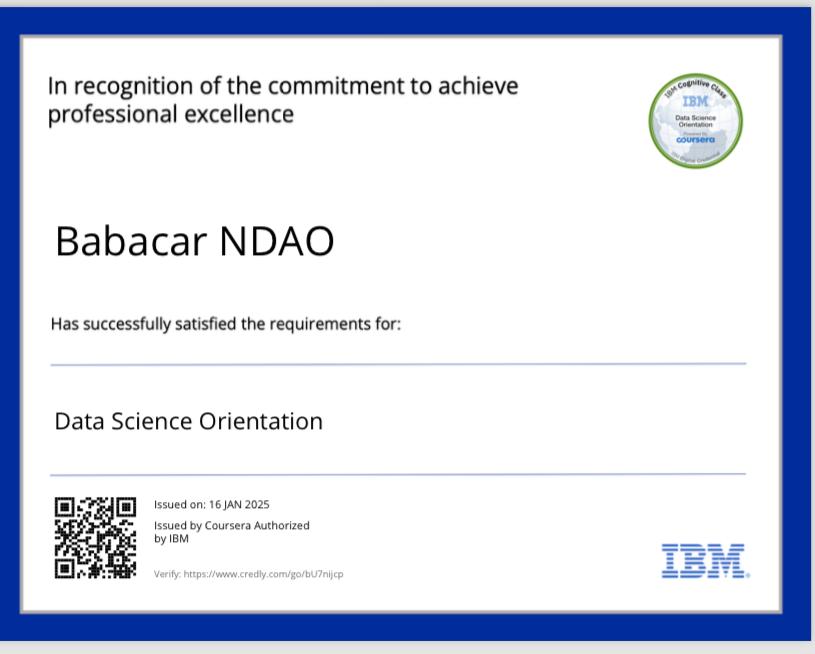 In recognition of the commitment to achieve
professional excellence
IBM Cognitive Class
IBM
Data Science
Orientation
Powered by
coursera
IBM Digital Credential
Babacar NDAO
Has successfully satisfied the requirements for:
Data Science Orientation
Issued on: 16 JAN 2025
Issued by Coursera Authorized
by IBM
Verify: https://www.credly.com/go/bU7nijcp
IBM®